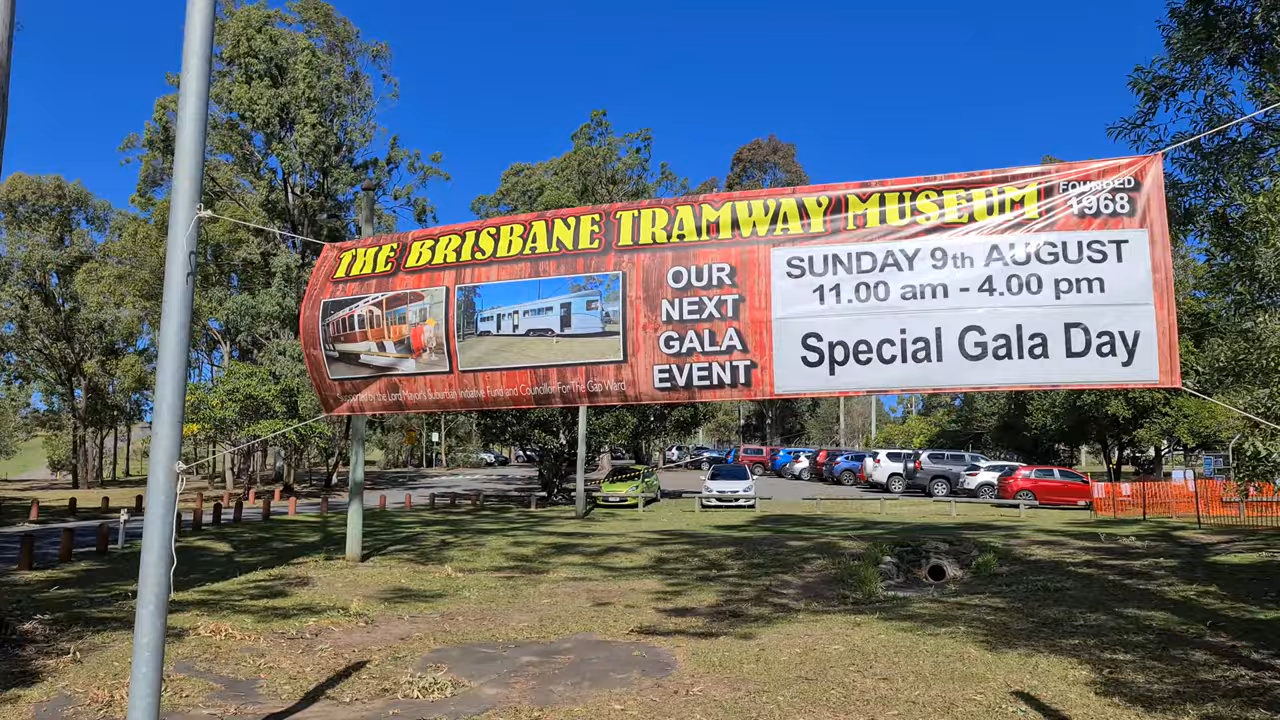 THE BRISBANE TRAMWAY MUSEUM
FOUNDED
1968
OUR
NEXT
GALA
EVENT
SUNDAY 9th AUGUST
11.00 am - 4.00 pm
Special Gala Day
Supported by the Lord Mayor's Suburban Initiative Fund and Councillor For The Gap Ward